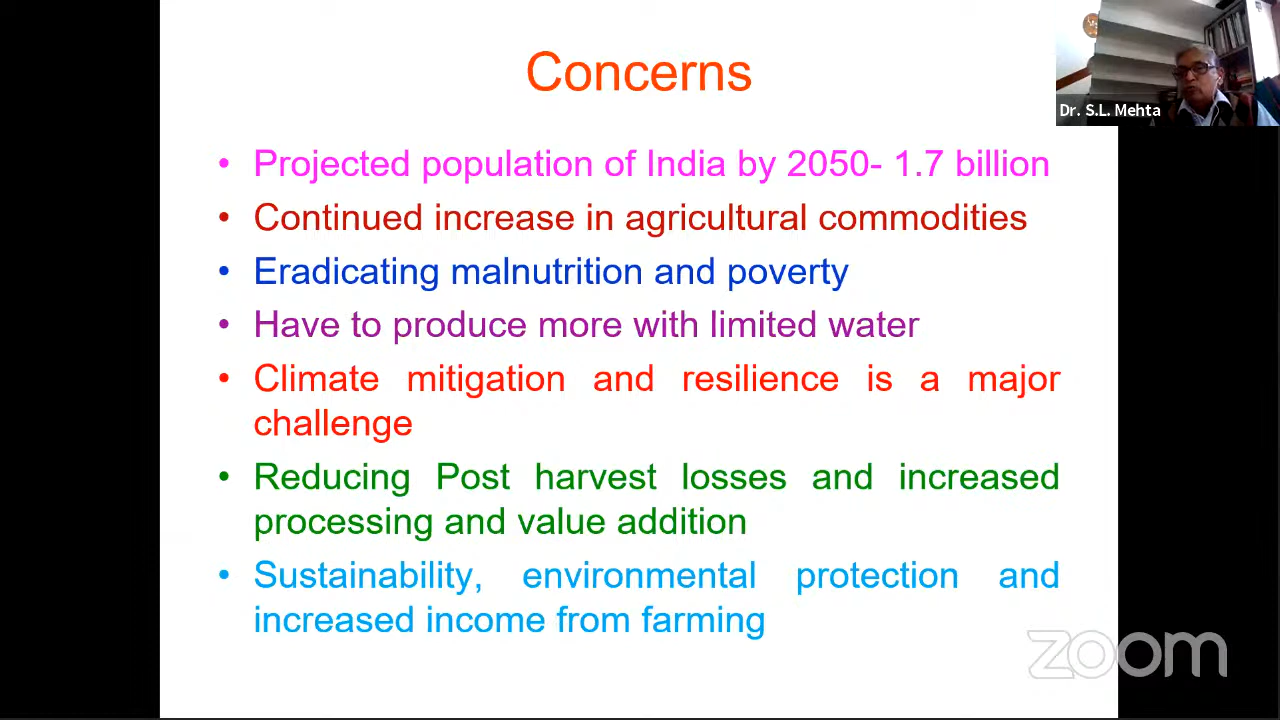 Concerns
Dr. S.L. Mehta
• Projected population of India by 2050- 1.7 billion
• Continued increase in agricultural commodities
• Eradicating malnutrition and poverty
• Have to produce more with limited water
• Climate mitigation and resilience is a major
challenge
• Reducing Post harvest losses and increased
processing and value addition
• Sustainability, environmental protection and
increased income from farming
zoom